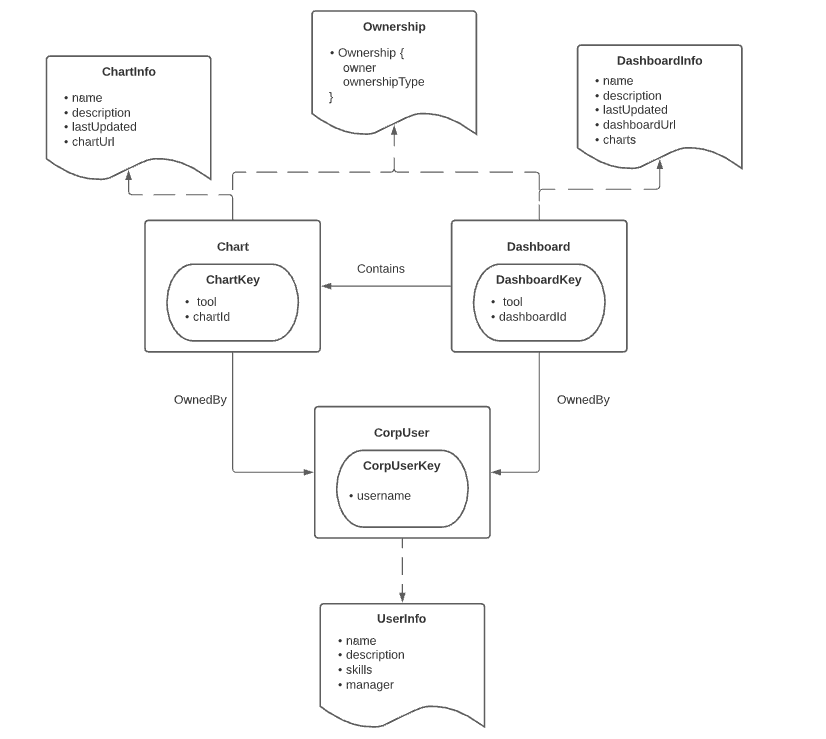 Ownership
• Ownership {
owner
ownershipType
}
ChartInfo
• name
• description
• lastUpdated
• chartUrl
DashboardInfo
• name
• description
• lastUpdated
• dashboardUrl
• charts
Chart
ChartKey
• tool
• chartId
Contains
Dashboard
DashboardKey
• tool
• dashboardId
OwnedBy
OwnedBy
CorpUser
CorpUserKey
• username
UserInfo
• name
• description
• skills
• manager